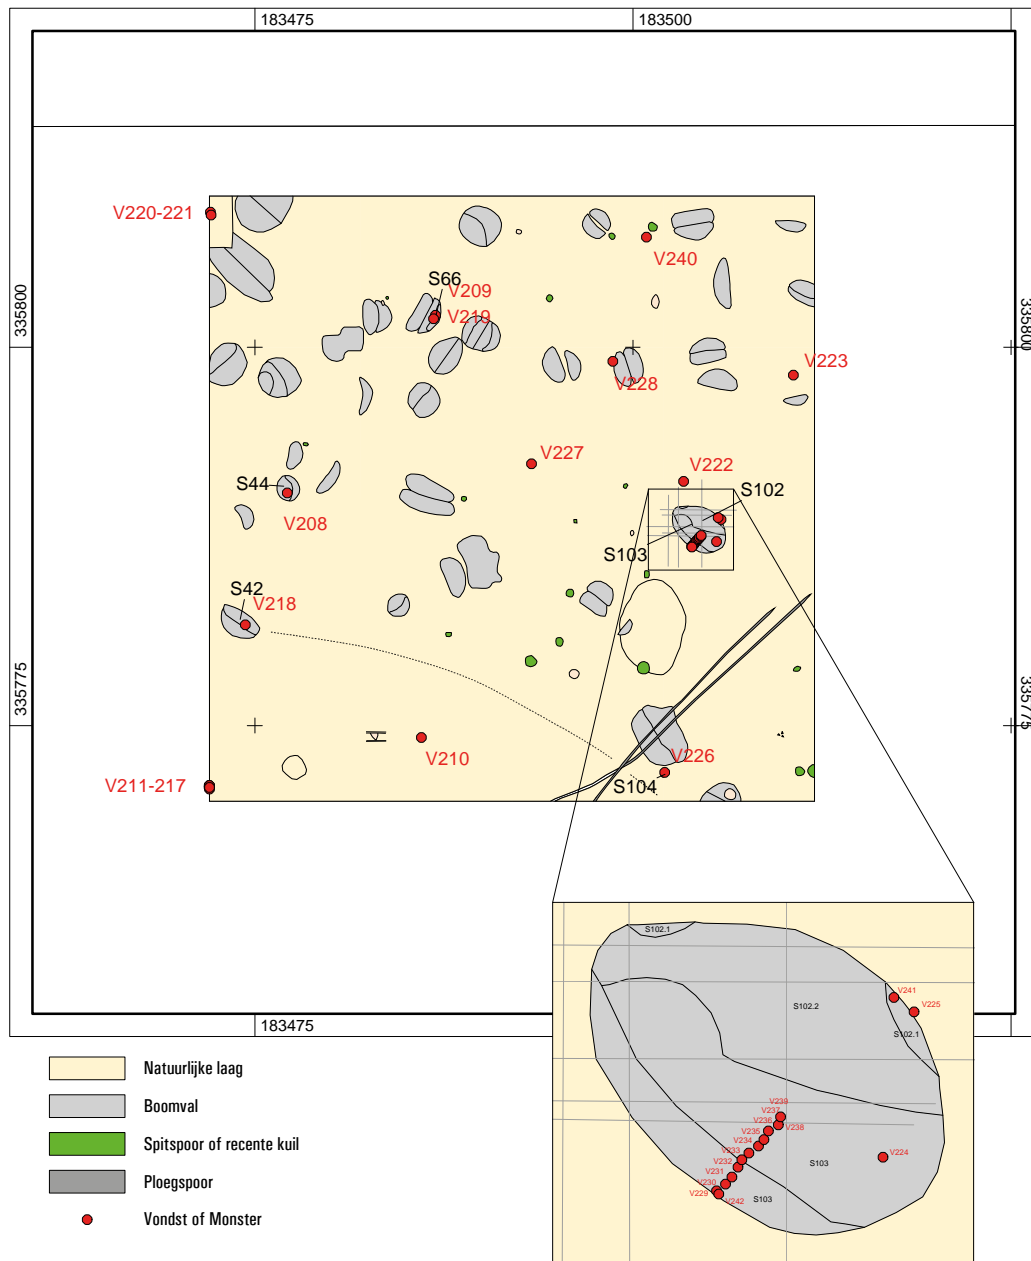 183475
183500
V220-221
V240
S66
V209
V219
335800
335800
V223
V228
V227
V222
S44
S102
V208
S103
S42
V218
335775
335775
V210
V226
V211-217
S104
183475
S102.1
V241
S102.2
V225
S102.1
V239
V237
V236
V238
V235
V234
V233
V232
V231
V230
V229
V242
V224
S103
S103
Natuurlijke laag
Boomval
Spitspoor of recente kuil
Ploegspoor
Vondst of Monster